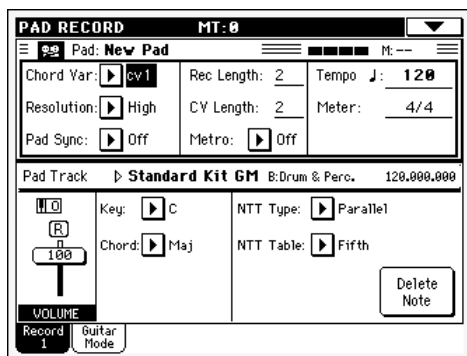 PAD RECORD MT:0
Pad: New Pad M: --
Chord Var: cv1 Rec Length: 2 Tempo ♩: 120
Resolution: High CV Length: 2 Meter: 4/4
Pad Sync: Off Metro: Off
Pad Track Standard Kit GM B:Drum & Perc. 120.000.000
Key: C NTT Type: Parallel
R
100
Chord: Maj NTT Table: Fifth
Delete
Note
VOLUME
Record
1
Guitar
Mode